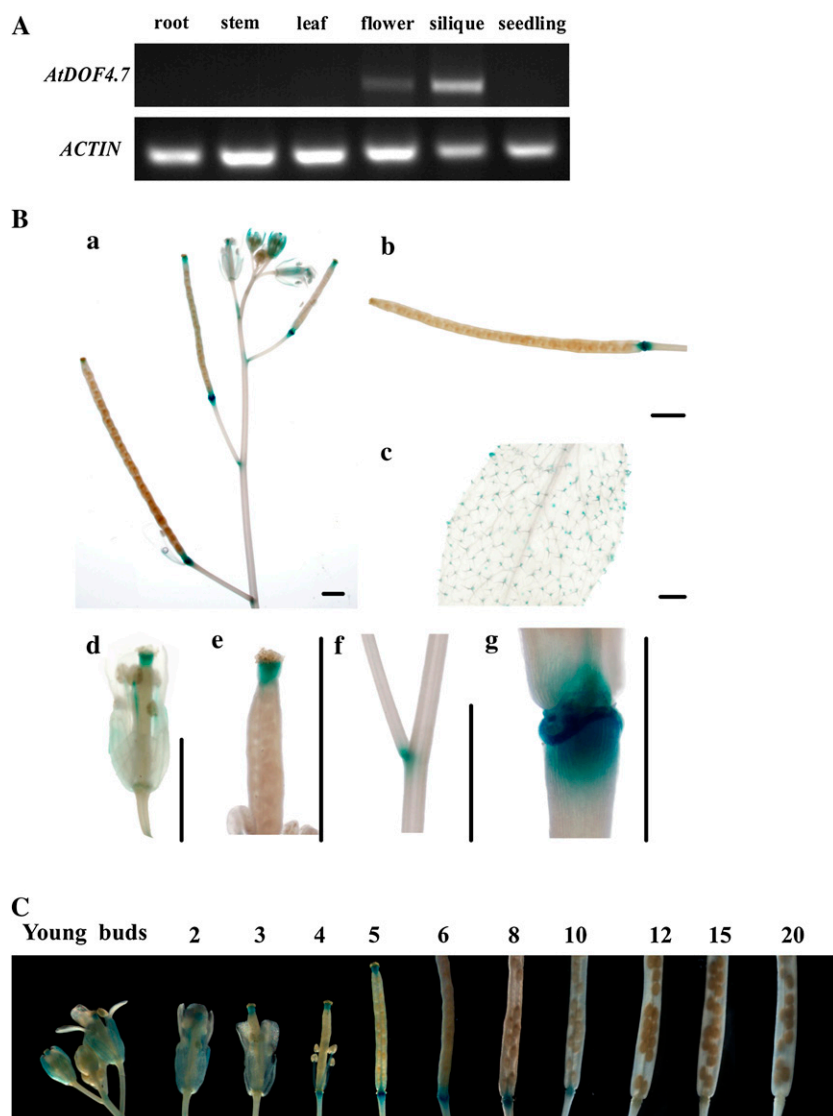 A
root stem leaf flower silique seedling
AtDOF4.7
ACTIN
B
a
b
c
d
e
f
g
C
Young buds 2 3 4 5 6 8 10 12 15 20